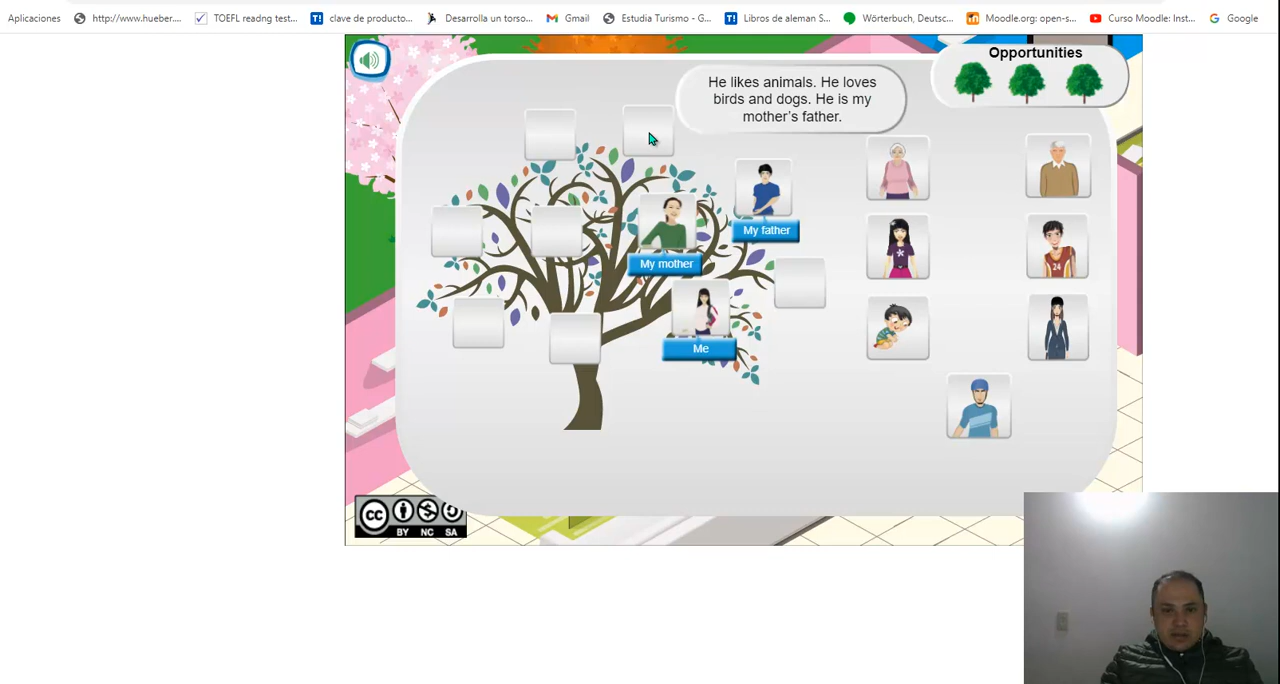 Aplicaciones
http://www.hueber....
TOEFL readng test...
clave de producto...
Desarrolla un torso...
Gmail
Estudia Turismo - G...
Libros de aleman S...
Wörterbuch, Deutsc...
Moodle.org: open-s...
Curso Moodle: Inst...
Google
Opportunities
He likes animals. He loves
birds and dogs. He is my
mother's father.
My father
My mother
24
Me
CC
BY NC SA